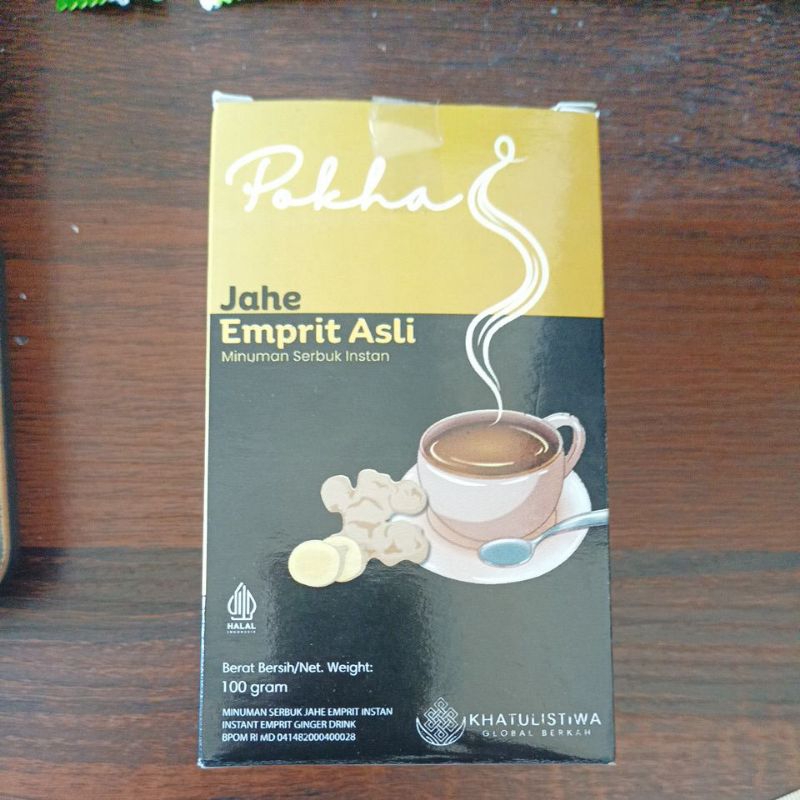 Pokha
Jahe
Emprit Asli
Minuman Serbuk Instan
HALAL
INDONESIA
Berat Bersih/Net. Weight:
100 gram
MINUMAN SERBUK JAHE EMPRIT INSTAN
INSTANT EMPRIT GINGER DRINK
BPOM RI MD 041482000400028
KHATULISTIWA
GLOBAL BERKAH